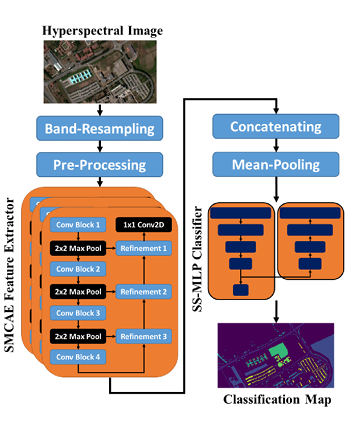 Hyperspectral Image
Band-Resampling
Pre-Processing
SMCAE Feature Extractor
Conv Block 1
2x2 Max Pool
Conv Block 2
2x2 Max Pool
Conv Block 3
2x2 Max Pool
Conv Block 4
1x1 Conv2D
Refinement 1
Refinement 2
Refinement 3
Concatenating
Mean-Pooling
SS-MLP Classifier
Classification Map